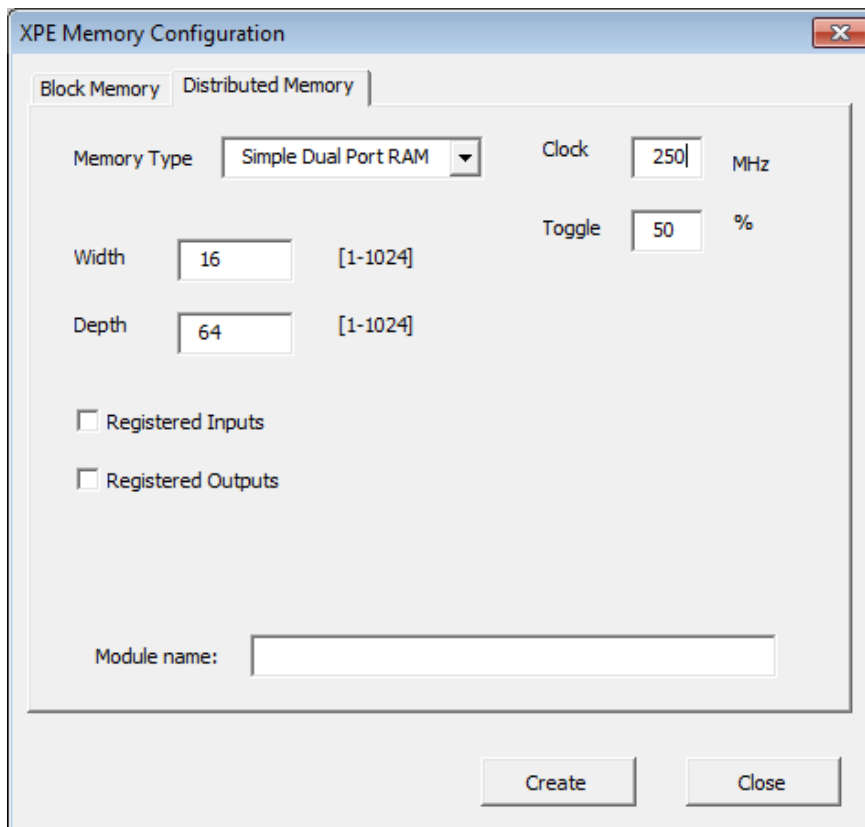 XPE Memory Configuration
Block Memory
Distributed Memory
Memory Type
Simple Dual Port RAM
Clock
250
MHz
Toggle
50
%
Width
16
[1-1024]
Depth
64
[1-1024]
Registered Inputs
Registered Outputs
Module name:
Create
Close